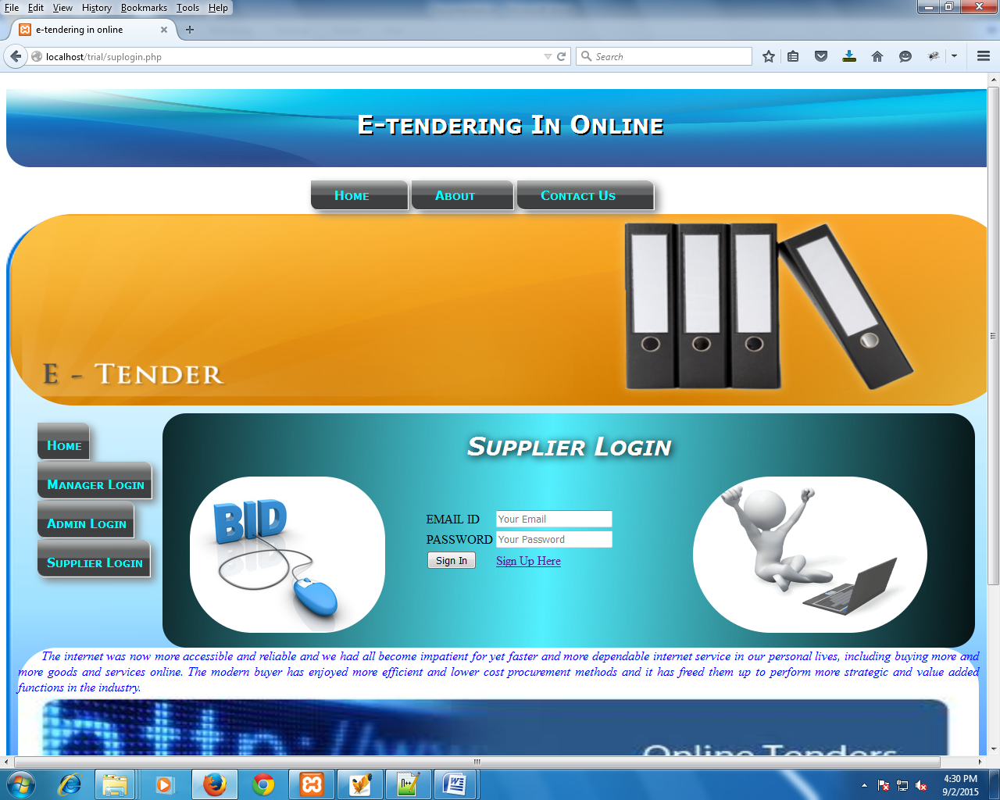 File Edit View History Bookmarks Tools Help
e-tendering in online
localhost/trial/suplogin.php
Search
E-tendering In Online
Home About Contact Us
E - Tender
Home
Manager Login
Admin Login
Supplier Login
Supplier Login
BID
EMAIL ID Your Email
PASSWORD Your Password
Sign In Sign Up Here
The internet was now more accessible and reliable and we had all become impatient for yet faster and more dependable internet service in our personal lives, including buying more and
more goods and services online. The modern buyer has enjoyed more efficient and lower cost procurement methods and it has freed them up to perform more strategic and value added
functions in the industry.
http://ww
Online Tenders
4:30 PM
9/2/2015